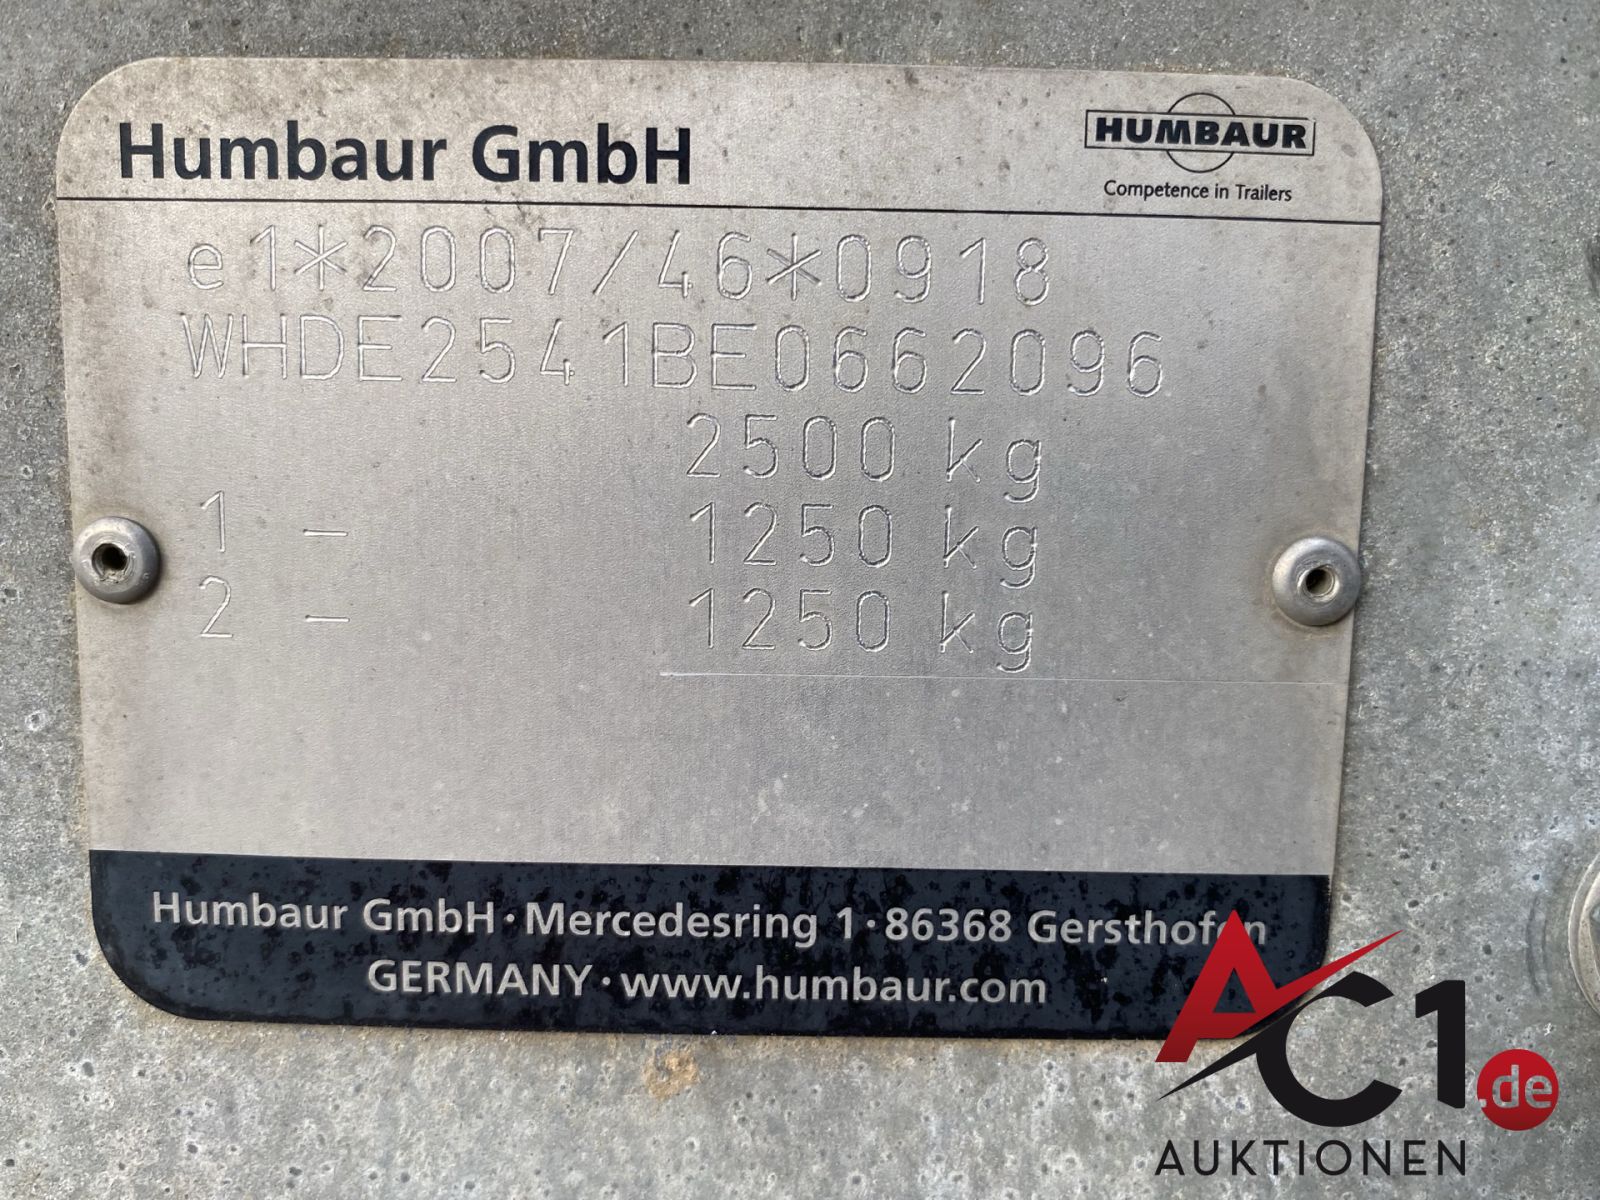 Humbaur GmbH
HUMBAUR
Competence in Trailers
e1*2007/46*0918
WHDE2541BE0662096
2500 kg
1 - 1250 kg
2 - 1250 kg
Humbaur GmbH · Mercedesring 1 · 86368 Gersthofen
GERMANY · www.humbaur.com
AC1.de
AUKTIONEN